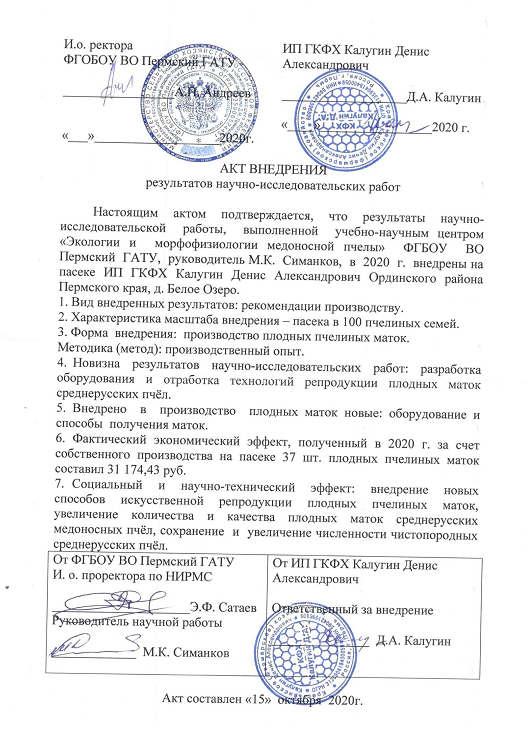 И.о. ректора
ФГОБОУ ВО Пермский ГАТУ
А.П. Андреев
«___»____________________2020г.
ИП ГКФХ Калугин Денис
Александрович
____________________Д.А. Калугин
«____»__________________2020 г.
АКТ ВНЕДРЕНИЯ
результатов научно-исследовательских работ
Настоящим актом подтверждается, что результаты научно-
исследовательской работы, выполненной учебно-научным центром
«Экологии и морфофизиологии медоносной пчелы» ФГБОУ ВО
Пермский ГАТУ, руководитель М.К. Симанков, в 2020 г. внедрены на
пасеке ИП ГКФХ Калугин Денис Александрович Ординского района
Пермского края, д. Белое Озеро.
1. Вид внедренных результатов: рекомендации производству.
2. Характеристика масштаба внедрения – пасека в 100 пчелиных семей.
3. Форма внедрения: производство плодных пчелиных маток.
Методика (метод): производственный опыт.
4. Новизна результатов научно-исследовательских работ: разработка
оборудования и отработка технологий репродукции плодных маток
среднерусских пчёл.
5. Внедрено в производство плодных маток новые: оборудование и
способы получения маток.
6. Фактический экономический эффект, полученный в 2020 г. за счет
собственного производства на пасеке 37 шт. плодных пчелиных маток
составил 31 174,43 руб.
7. Социальный и научно-технический эффект: внедрение новых
способов искусственной репродукции плодных пчелиных маток,
увеличение количества и качества плодных маток среднерусских
медоносных пчёл, сохранение и увеличение численности чистопородных
среднерусских пчёл.
От ФГБОУ ВО Пермский ГАТУ
И. о. проректора по НИРМС
____________________Э.Ф. Сатаев
Руководитель научной работы
_____________ М.К. Симанков
От ИП ГКФХ Калугин Денис
Александрович
Ответственный за внедрение
Д.А. Калугин
КФХ
Калугин Д.А.
Акт составлен «15» октября 2020г.